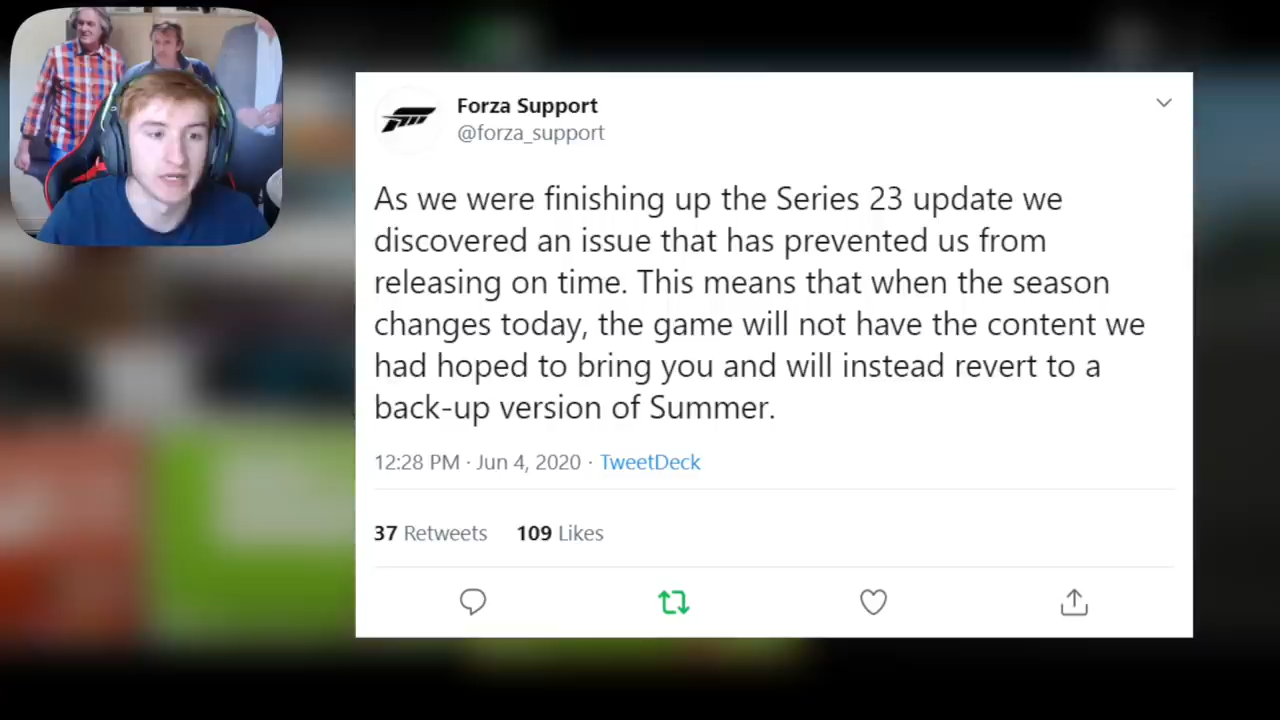 Forza Support
@forza_support
As we were finishing up the Series 23 update we
discovered an issue that has prevented us from
releasing on time. This means that when the season
changes today, the game will not have the content we
had hoped to bring you and will instead revert to a
back-up version of Summer.
12:28 PM · Jun 4, 2020 · TweetDeck
37 Retweets 109 Likes